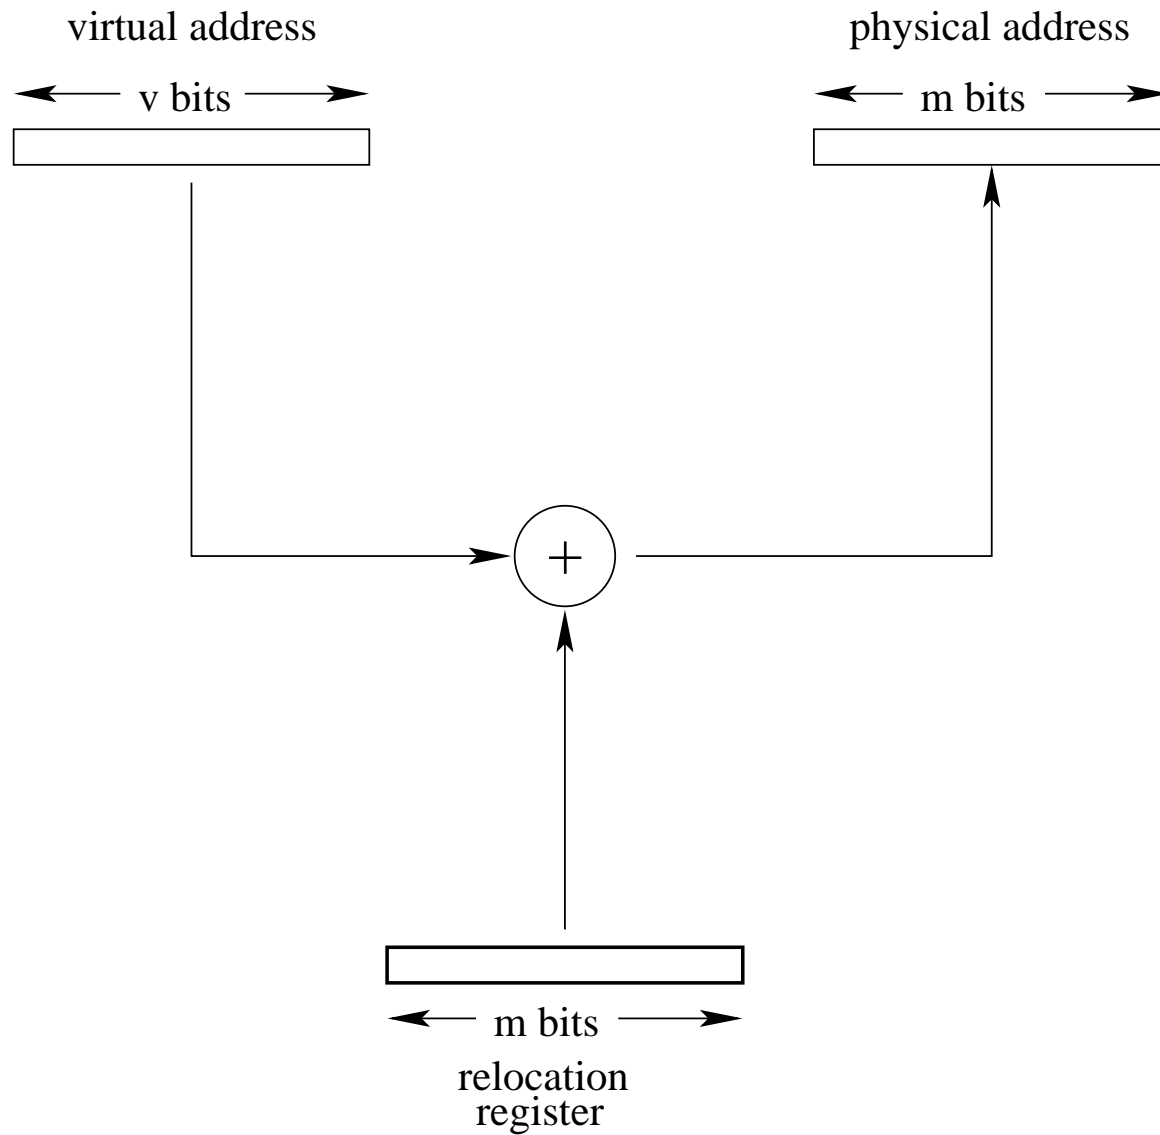 virtual address
physical address
v bits
m bits
+
m bits
relocation
register